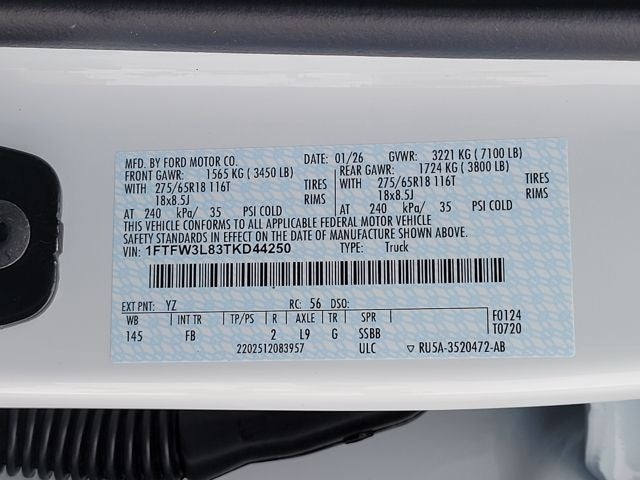 MFD. BY FORD MOTOR CO. DATE: 01/26 GVWR: 3221 KG (7100 LB)
FRONT GAWR: 1565 KG (3450 LB) REAR GAWR: 1724 KG (3800 LB)
WITH 275/65R18 116T TIRES WITH 275/65R18 116T TIRES
18x8.5J RIMS 18x8.5J RIMS
AT 240 kPa/ 35 PSI COLD AT 240 kPa/ 35 PSI COLD
THIS VEHICLE CONFORMS TO ALL APPLICABLE FEDERAL MOTOR VEHICLE
SAFETY STANDARDS IN EFFECT ON THE DATE OF MANUFACTURE SHOWN ABOVE.
VIN: 1FTFW3L83TKD44250 TYPE: Truck
EXT PNT: YZ RC: 56 DSO:
WB INT TR TP/PS R AXLE TR SPR F0124
145 FB 2 L9 G SSBB T0720
2202512083957 ULC ▽ RU5A-3520472-AB